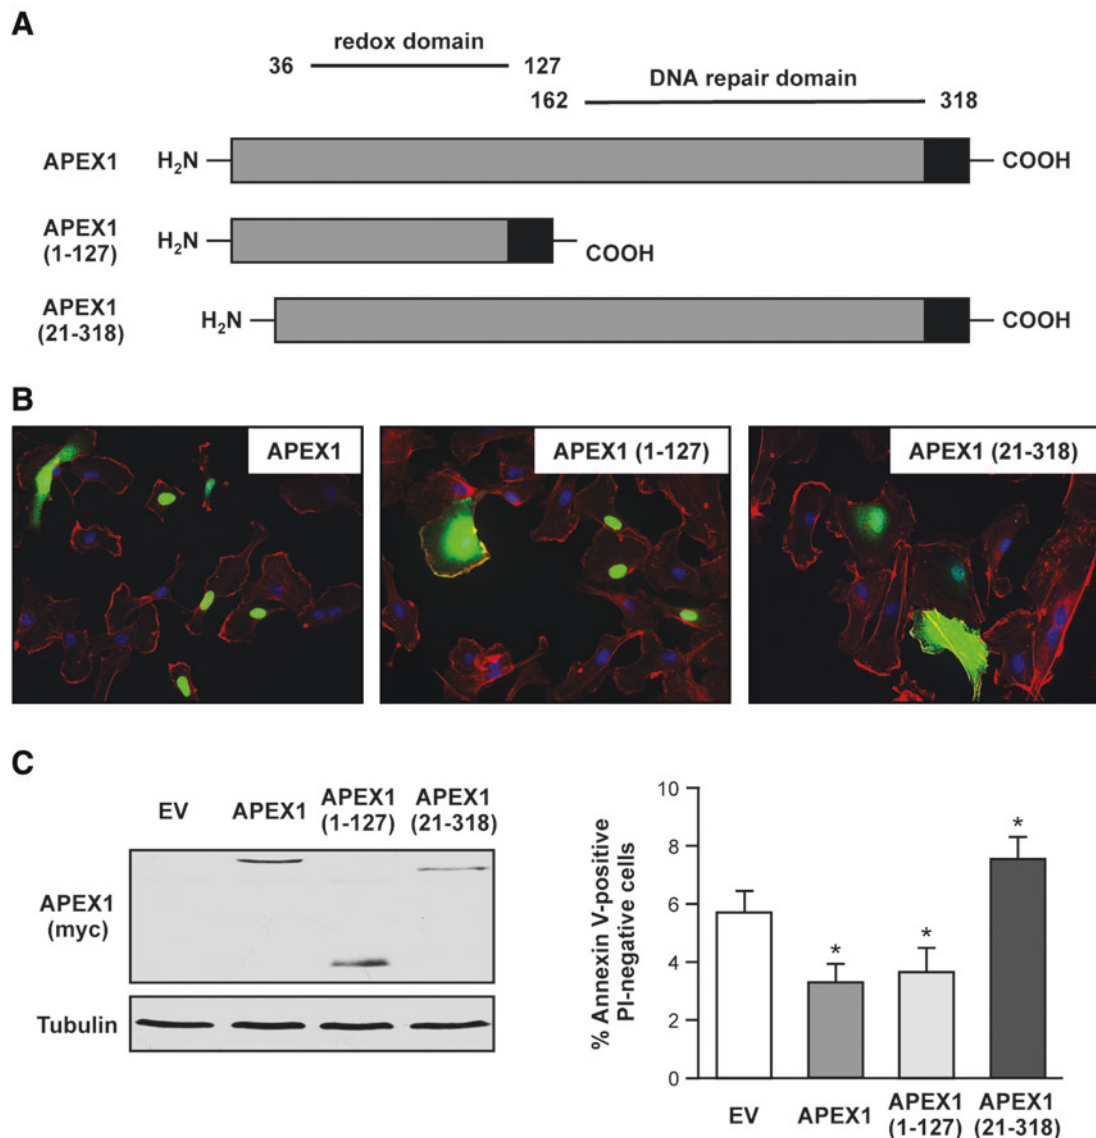 A
redox domain
36 127
DNA repair domain
162 318
APEX1 H₂N COOH
APEX1
(1-127)
H₂N COOH
APEX1
(21-318)
H₂N COOH
B
APEX1
APEX1 (1-127)
APEX1 (21-318)
C
EV
APEX1
APEX1
(1-127)
APEX1
(21-318)
APEX1
(myc)
Tubulin
% Annexin V-positive
PI-negative cells
10
8
6
4
2
0
*
*
*
EV
APEX1
APEX1
(1-127)
APEX1
(21-318)